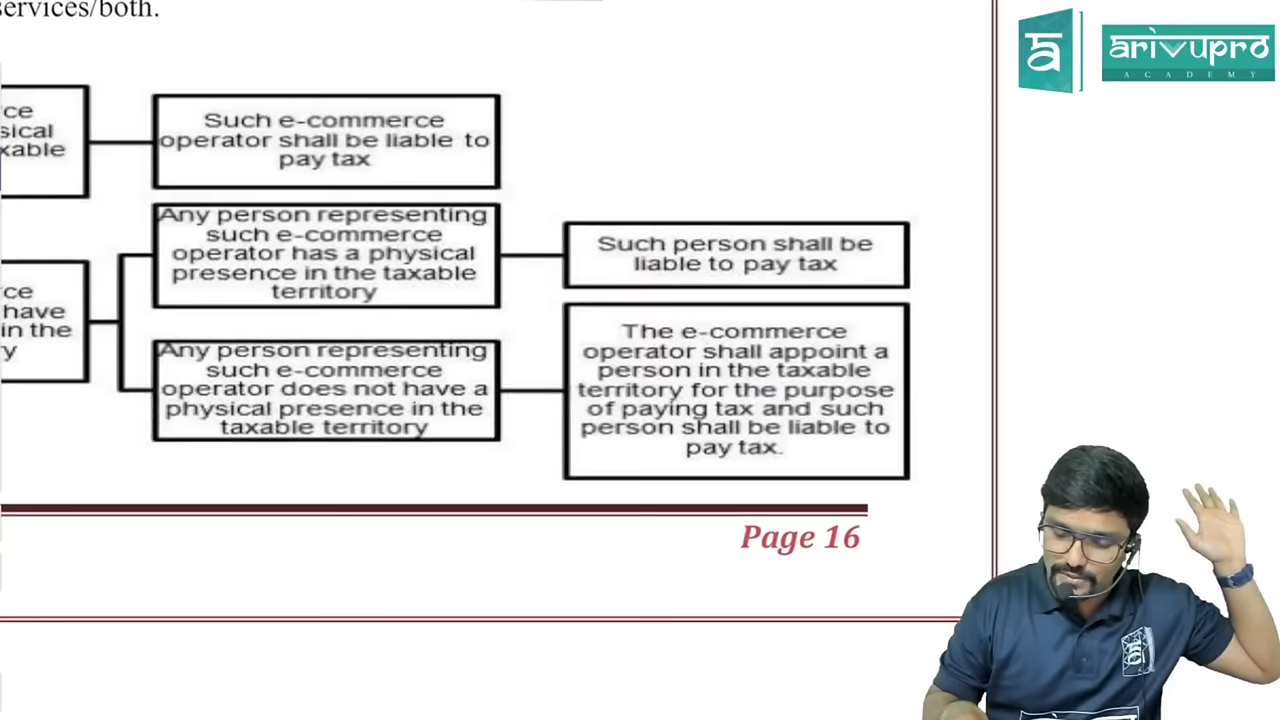 services/both.
ce
sical
xable
Such e-commerce
operator shall be liable to
pay tax
Any person representing
such e-commerce
operator has a physical
presence in the taxable
territory
Such person shall be
liable to pay tax
ce
have
in the
y
Any person representing
such e-commerce
operator does not have a
physical presence in the
taxable territory
The e-commerce
operator shall appoint a
person in the taxable
territory for the purpose
of paying tax and such
person shall be liable to
pay tax.
Page 16
arivupro
ACADEMY